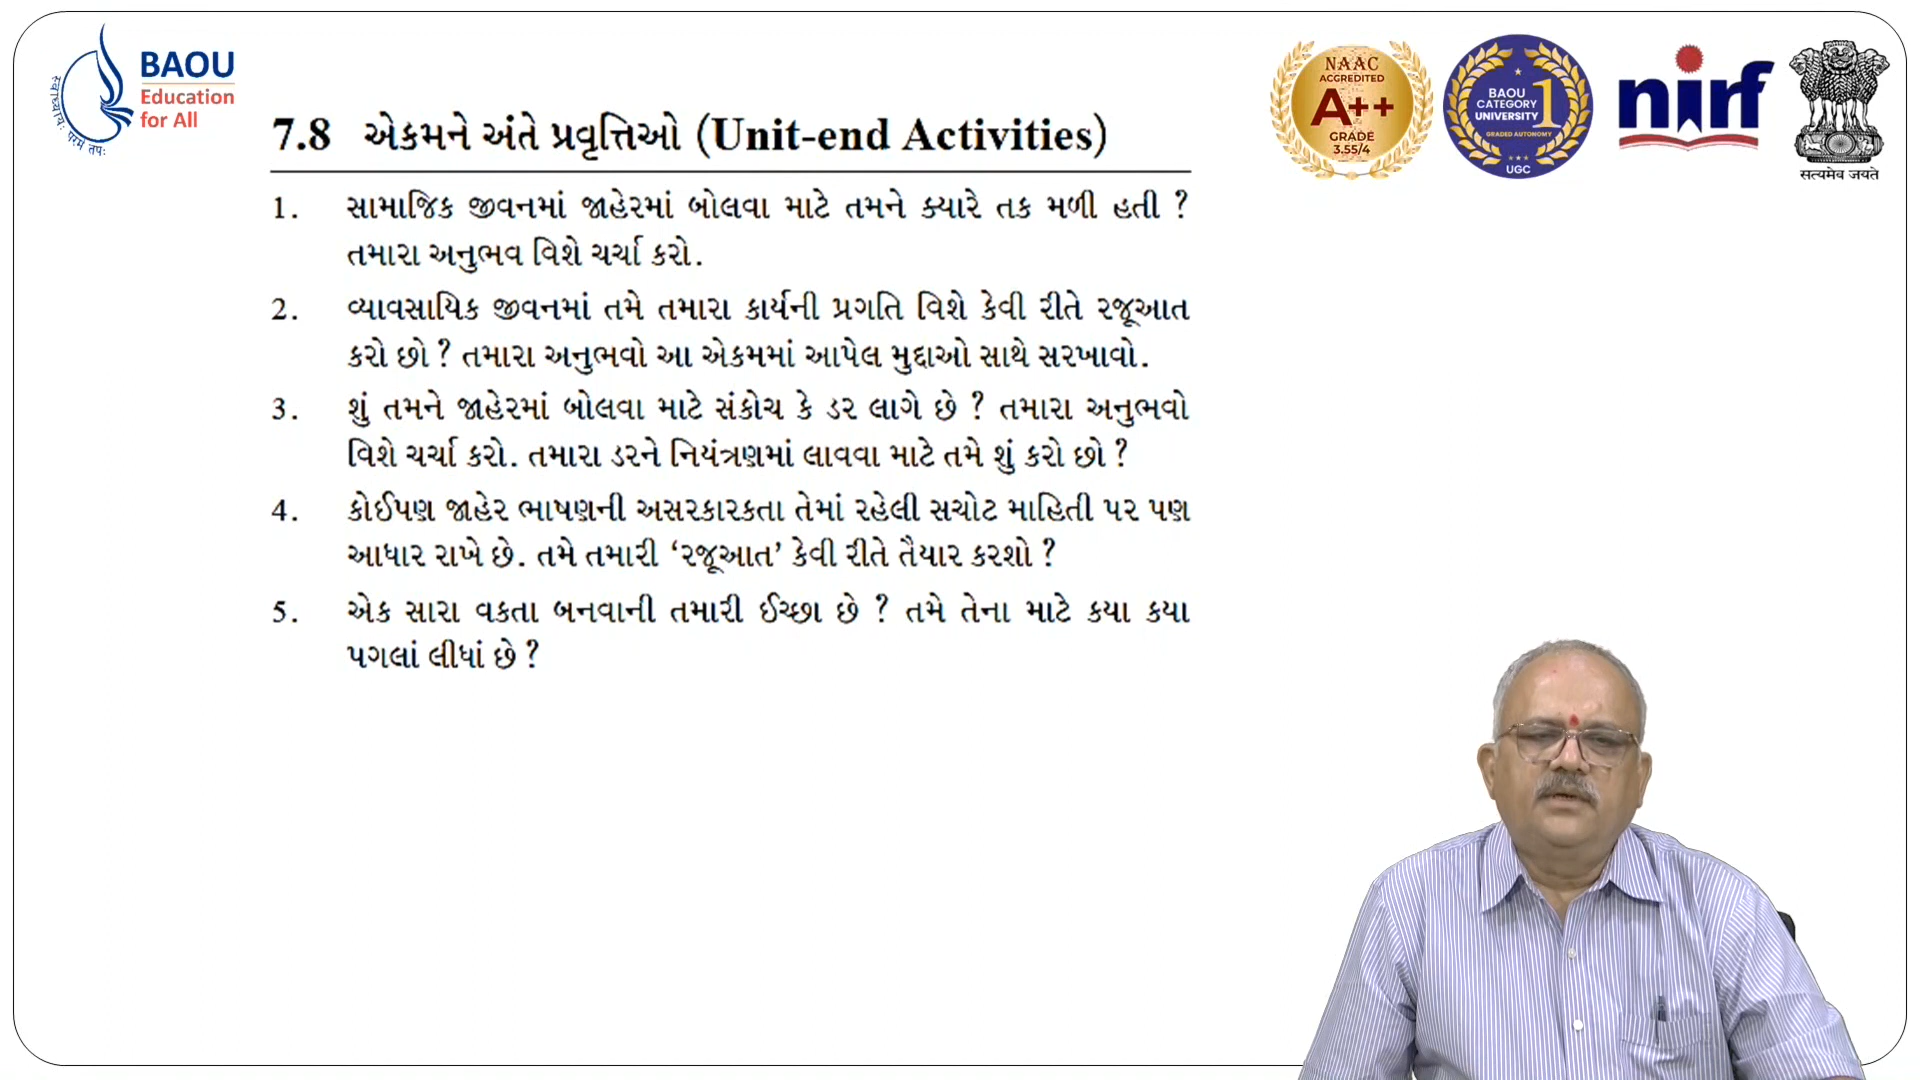 BAOU
Education
for All
સ્વાધ્યાયઃ પરમં તપઃ
NAAC
ACCREDITED
A++
GRADE
3.55/4
BAOU
CATEGORY
UNIVERSITY
1
GRADED AUTONOMY
UGC
nirf
सत्यमेव जयते
7.8 એકમને અંતે પ્રવૃત્તિઓ (Unit-end Activities)
1. સામાજિક જીવનમાં જાહેરમાં બોલવા માટે તમને ક્યારે તક મળી હતી ?
તમારા અનુભવ વિશે ચર્ચા કરો.
2. વ્યાવસાયિક જીવનમાં તમે તમારા કાર્યની પ્રગતિ વિશે કેવી રીતે રજૂઆત
કરો છો ? તમારા અનુભવો આ એકમમાં આપેલ મુદ્દાઓ સાથે સરખાવો.
3. શું તમને જાહેરમાં બોલવા માટે સંકોચ કે ડર લાગે છે ? તમારા અનુભવો
વિશે ચર્ચા કરો. તમારા ડરને નિયંત્રણમાં લાવવા માટે તમે શું કરો છો ?
4. કોઈપણ જાહેર ભાષણની અસરકારકતા તેમાં રહેલી સચોટ માહિતી પર પણ
આધાર રાખે છે. તમે તમારી ‘રજૂઆત’ કેવી રીતે તૈયાર કરશો ?
5. એક સારા વકતા બનવાની તમારી ઈચ્છા છે ? તમે તેના માટે કયા કયા
પગલાં લીધાં છે ?